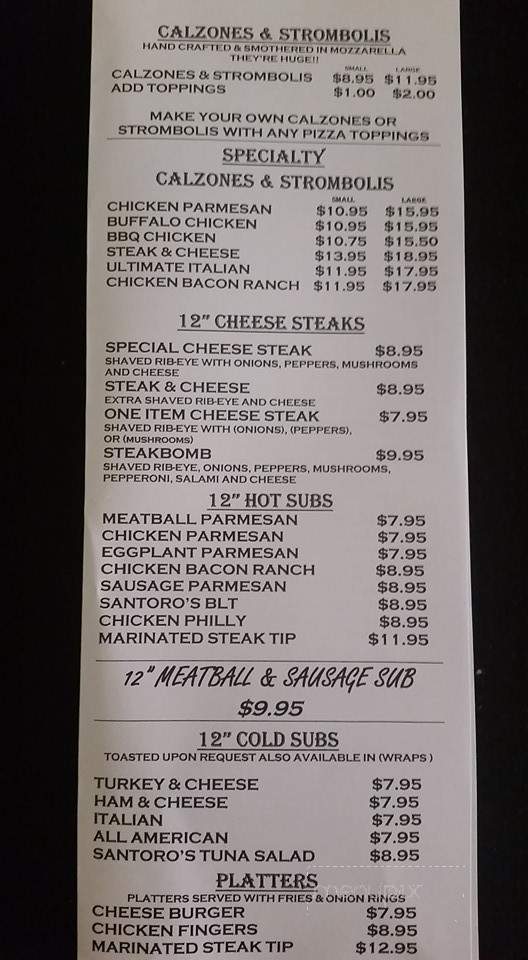 CALZONES & STROMBOLIS
HAND CRAFTED & SMOTHERED IN MOZZARELLA
THEY'RE HUGE!!
SMALL LARGE
CALZONES & STROMBOLIS $8.95 $11.95
ADD TOPPINGS $1.00 $2.00
MAKE YOUR OWN CALZONES OR
STROMBOLIS WITH ANY PIZZA TOPPINGS
SPECIALTY
CALZONES & STROMBOLIS
SMALL LARGE
CHICKEN PARMESAN $10.95 $15.95
BUFFALO CHICKEN $10.95 $15.95
BBQ CHICKEN $10.75 $15.50
STEAK & CHEESE $13.95 $18.95
ULTIMATE ITALIAN $11.95 $17.95
CHICKEN BACON RANCH $11.95 $17.95
12" CHEESE STEAKS
SPECIAL CHEESE STEAK $8.95
SHAVED RIB-EYE WITH ONIONS, PEPPERS, MUSHROOMS
AND CHEESE
STEAK & CHEESE $8.95
EXTRA SHAVED RIB-EYE AND CHEESE
ONE ITEM CHEESE STEAK $7.95
SHAVED RIB-EYE WITH (ONIONS), (PEPPERS),
OR (MUSHROOMS)
STEAKBOMB $9.95
SHAVED RIB-EYE, ONIONS, PEPPERS, MUSHROOMS,
PEPPERONI, SALAMI AND CHEESE
12" HOT SUBS
MEATBALL PARMESAN $7.95
CHICKEN PARMESAN $7.95
EGGPLANT PARMESAN $7.95
CHICKEN BACON RANCH $8.95
SAUSAGE PARMESAN $8.95
SANTORO'S BLT $8.95
CHICKEN PHILLY $8.95
MARINATED STEAK TIP $11.95
12" MEATBALL & SAUSAGE SUB
$9.95
12" COLD SUBS
TOASTED UPON REQUEST ALSO AVAILABLE IN (WRAPS )
TURKEY & CHEESE $7.95
HAM & CHEESE $7.95
ITALIAN $7.95
ALL AMERICAN $7.95
SANTORO'S TUNA SALAD $8.95
PLATTERS
PLATTERS SERVED WITH FRIES & ONION RINGS
CHEESE BURGER $7.95
CHICKEN FINGERS $8.95
MARINATED STEAK TIP $12.95